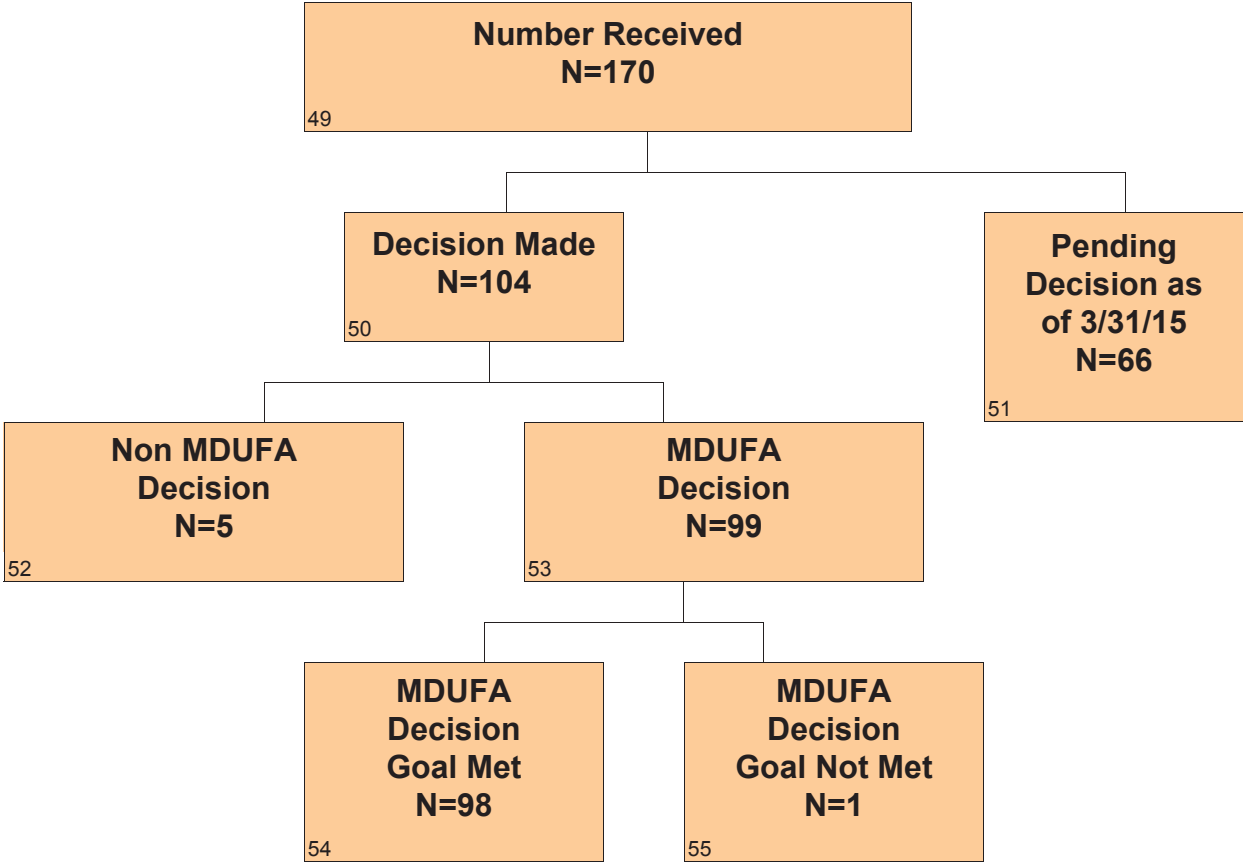 Number Received
N=170
49
Decision Made
N=104
50
Pending
Decision as
of 3/31/15
N=66
51
Non MDUFA
Decision
N=5
52
MDUFA
Decision
N=99
53
MDUFA
Decision
Goal Met
N=98
54
MDUFA
Decision
Goal Not Met
N=1
55